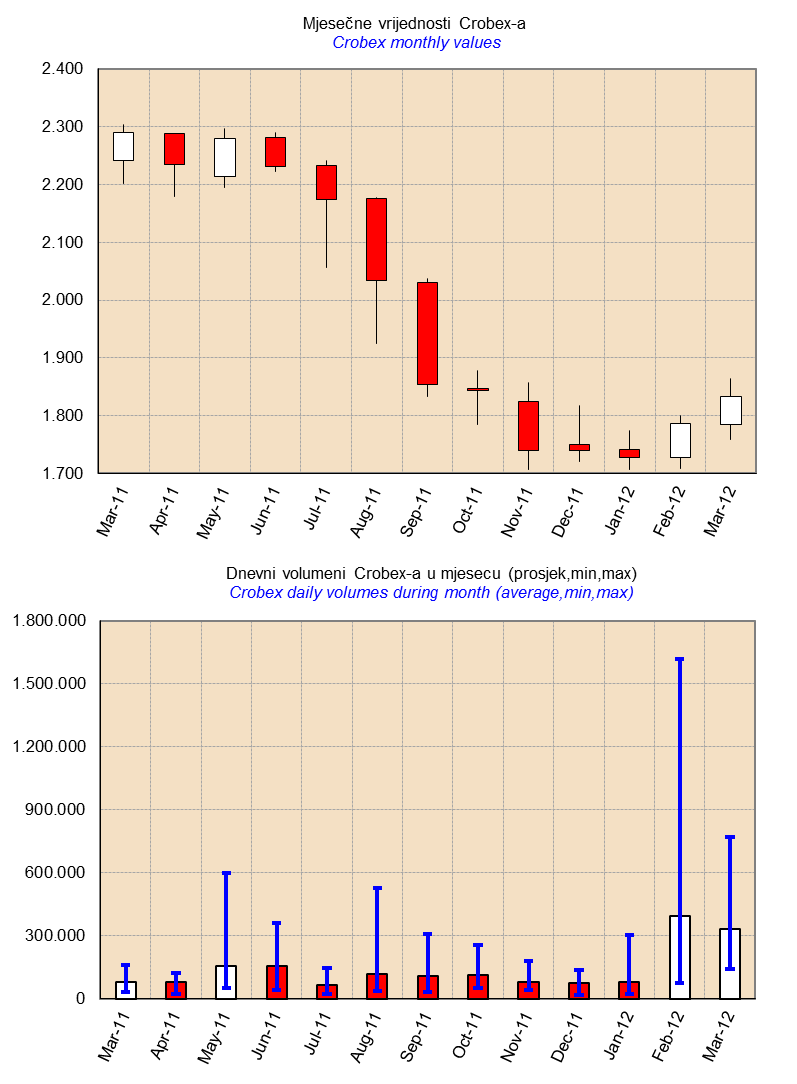 Mjesečne vrijednosti Crobex-a
Crobex monthly values
2.400
2.300
2.200
2.100
2.000
1.900
1.800
1.700
Mar-11 Apr-11 May-11 Jun-11 Jul-11 Aug-11 Sep-11 Oct-11 Nov-11 Dec-11 Jan-12 Feb-12 Mar-12
Dnevni volumeni Crobex-a u mjesecu (prosjek,min,max)
Crobex daily volumes during month (average,min,max)
1.800.000
1.500.000
1.200.000
900.000
600.000
300.000
0
Mar-11 Apr-11 May-11 Jun-11 Jul-11 Aug-11 Sep-11 Oct-11 Nov-11 Dec-11 Jan-12 Feb-12 Mar-12